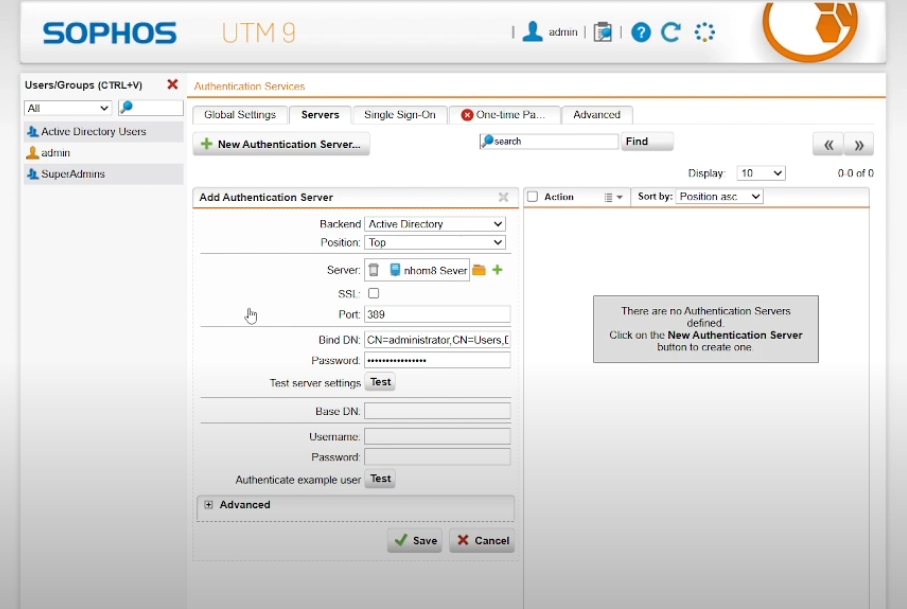 SOPHOS UTM 9 | admin | | ?
Users/Groups (CTRL+V)
All
Active Directory Users
admin
SuperAdmins
Authentication Services
Global Settings Servers Single Sign-On One-time Pa... Advanced
+ New Authentication Server... search Find « »
Display: 10 0-0 of 0
Add Authentication Server
Action Sort by: Position asc
Backend Active Directory
Position: Top
Server: nhom8 Sever +
SSL:
Port: 389
Bind DN: CN=administrator,CN=Users,D
Password: ••••••••••••••••
Test server settings Test
Base DN:
Username:
Password:
Authenticate example user Test
Advanced
Save Cancel
There are no Authentication Servers
defined.
Click on the New Authentication Server
button to create one.